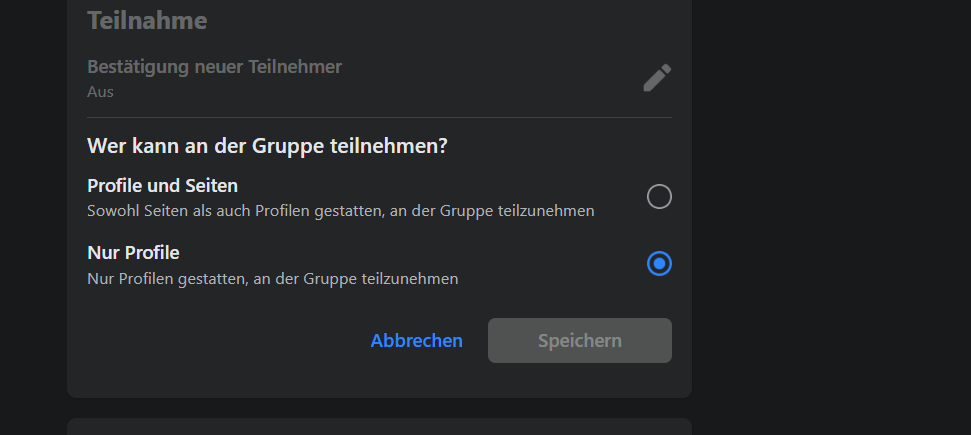 Teilnahme
Bestätigung neuer Teilnehmer
Aus
Wer kann an der Gruppe teilnehmen?
Profile und Seiten
Sowohl Seiten als auch Profilen gestatten, an der Gruppe teilzunehmen
Nur Profile
Nur Profilen gestatten, an der Gruppe teilzunehmen
Abbrechen
Speichern